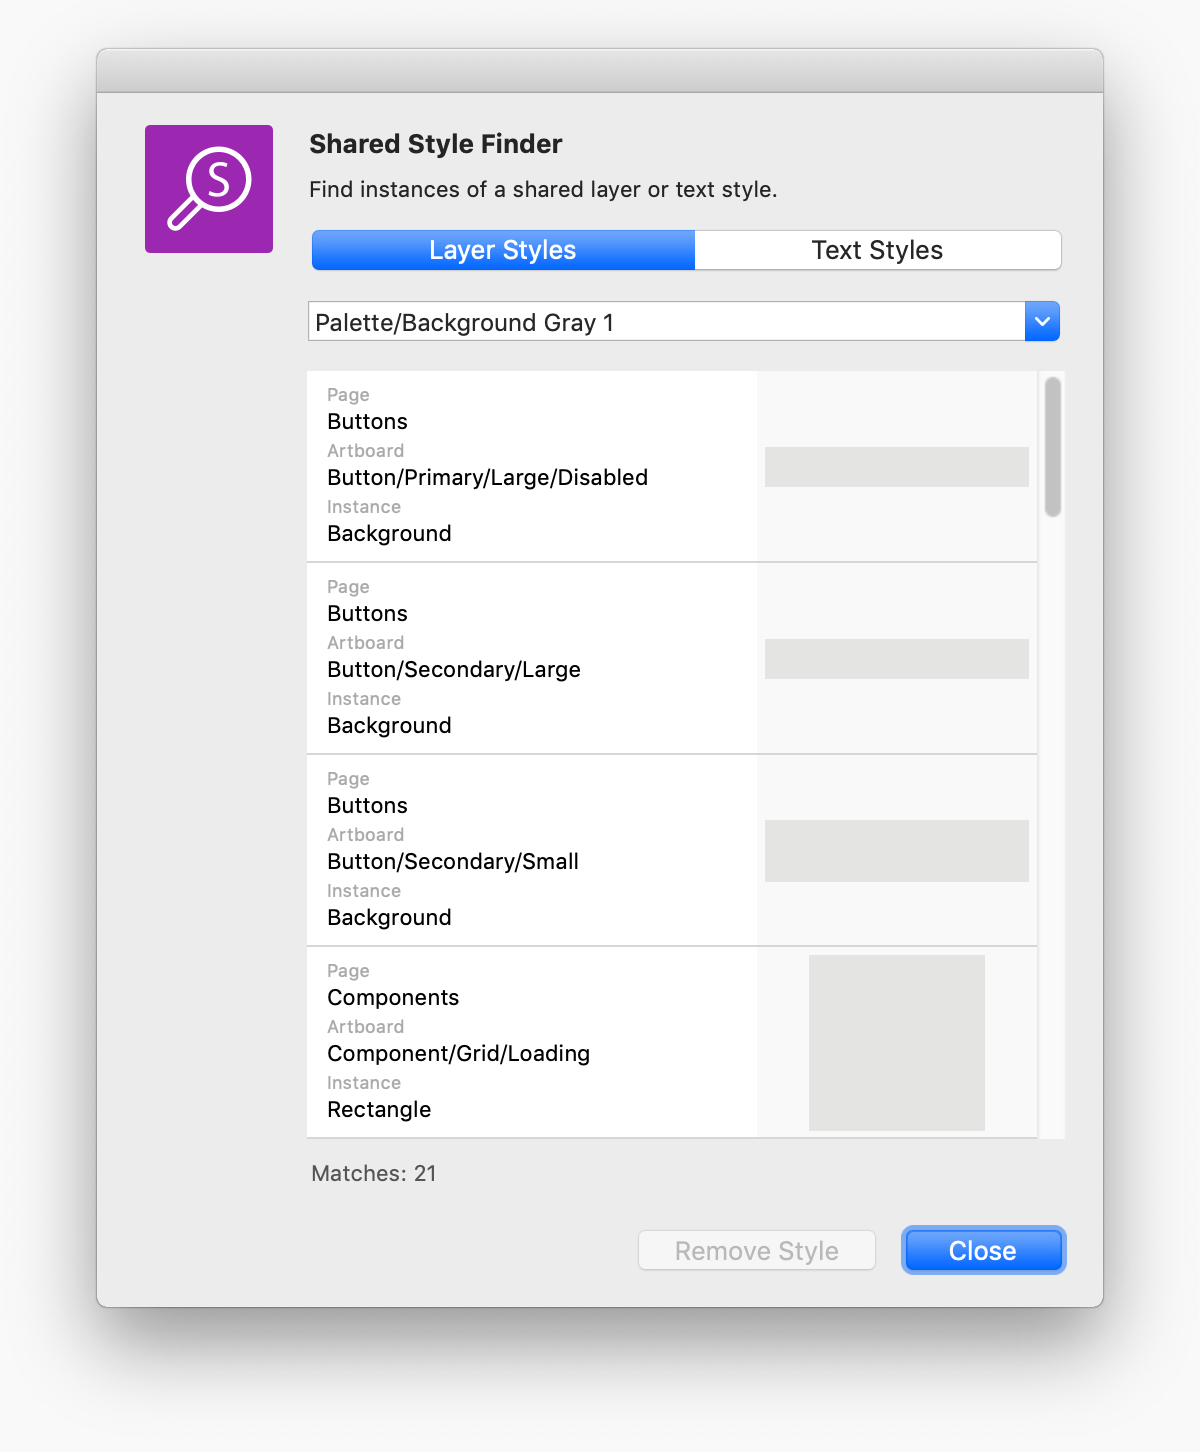 S
Shared Style Finder
Find instances of a shared layer or text style.
Layer Styles
Text Styles
Palette/Background Gray 1
Page
Buttons
Artboard
Button/Primary/Large/Disabled
Instance
Background
Page
Buttons
Artboard
Button/Secondary/Large
Instance
Background
Page
Buttons
Artboard
Button/Secondary/Small
Instance
Background
Page
Components
Artboard
Component/Grid/Loading
Instance
Rectangle
Matches: 21
Remove Style
Close